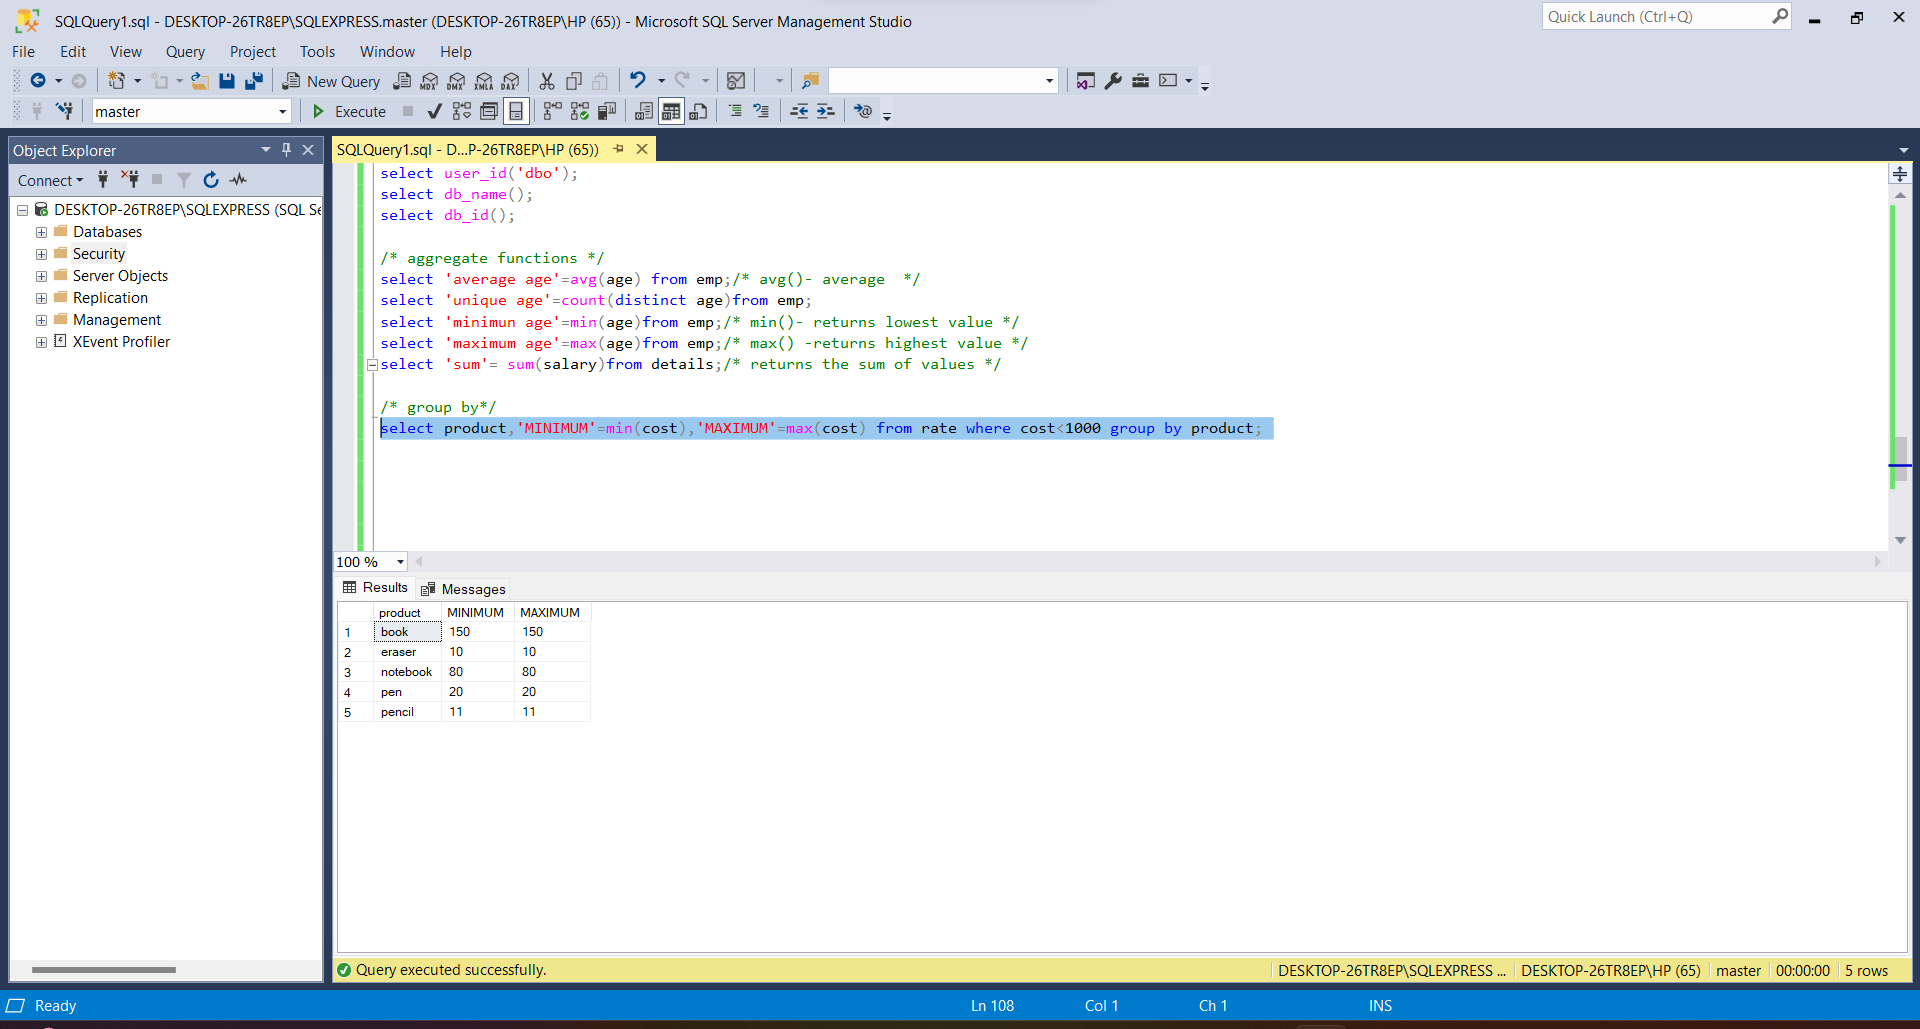 SQLQuery1.sql - DESKTOP-26TR8EP\SQLEXPRESS.master (DESKTOP-26TR8EP\HP (65)) - Microsoft SQL Server Management Studio
Quick Launch (Ctrl+Q)
File Edit View Query Project Tools Window Help
New Query MDX DMX XMLA DAX
master Execute
Object Explorer
Connect
DESKTOP-26TR8EP\SQLEXPRESS (SQL Se
Databases
Security
Server Objects
Replication
Management
XEvent Profiler
SQLQuery1.sql - D...P-26TR8EP\HP (65))
select user_id('dbo');
select db_name();
select db_id();
/* aggregate functions */
select 'average age'=avg(age) from emp;/* avg()- average  */
select 'unique age'=count(distinct age)from emp;
select 'minimun age'=min(age)from emp;/* min()- returns lowest value */
select 'maximum age'=max(age)from emp;/* max() -returns highest value */
select 'sum'= sum(salary)from details;/* returns the sum of values */
/* group by*/
select product,'MINIMUM'=min(cost),'MAXIMUM'=max(cost) from rate where cost<1000 group by product;
100 %
Results Messages
product MINIMUM MAXIMUM
1 book 150 150
2 eraser 10 10
3 notebook 80 80
4 pen 20 20
5 pencil 11 11
Query executed successfully. DESKTOP-26TR8EP\SQLEXPRESS ... DESKTOP-26TR8EP\HP (65) master 00:00:00 5 rows
Ready Ln 108 Col 1 Ch 1 INS